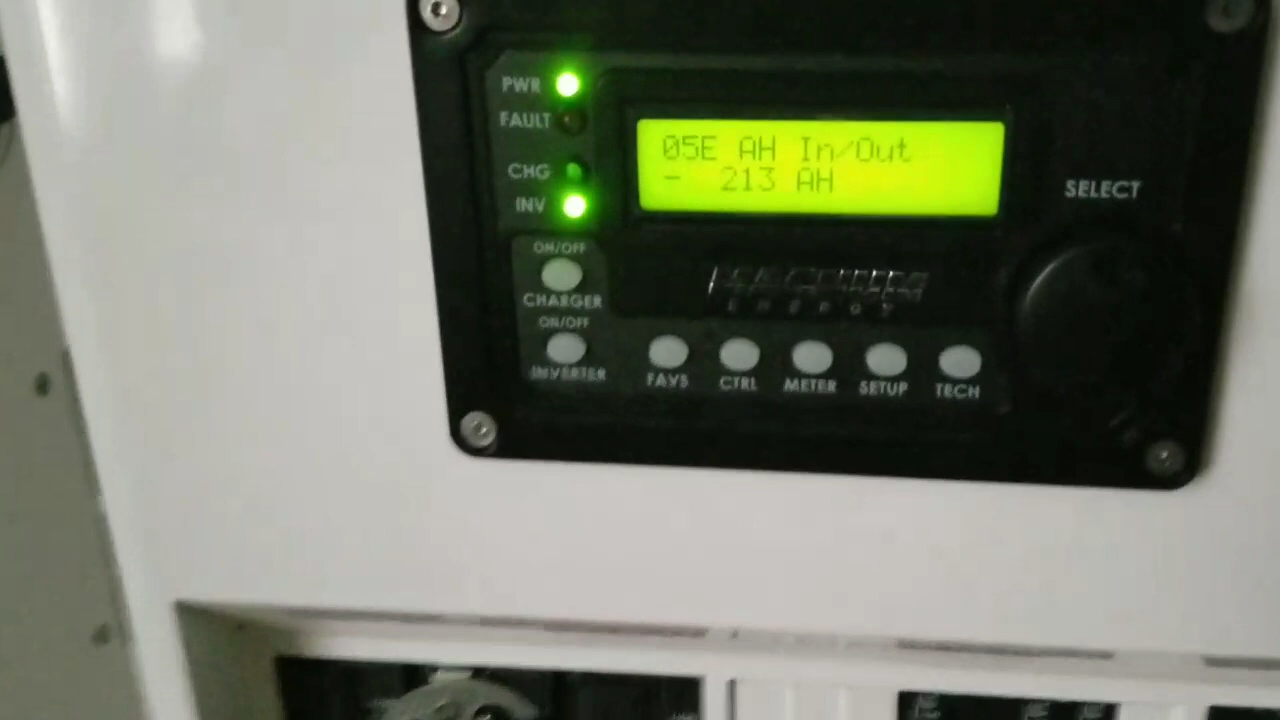 PWR
FAULT
CHG
INV
05E AH In/Out
- 213 AH
SELECT
ON/OFF
CHARGER
ON/OFF
INVERTER
ENERGY
FAVS
CTRL
METER
SETUP
TECH